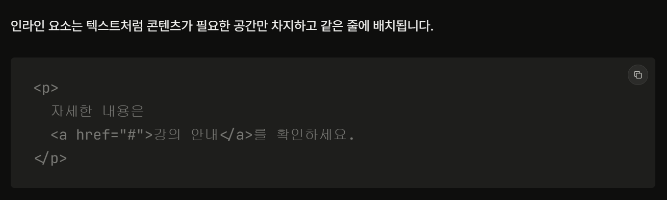 인라인 요소는 텍스트처럼 콘텐츠가 필요한 공간만 차지하고 같은 줄에 배치됩니다.
<p>
  자세한 내용은
  <a href="#">강의 안내</a>를 확인하세요.
</p>